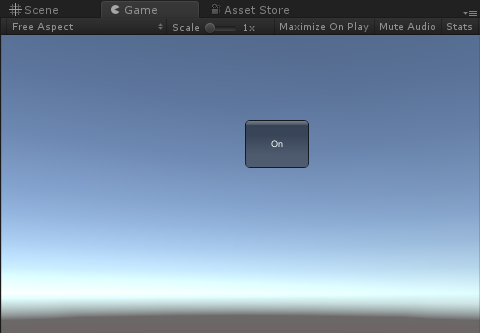 Scene Game Asset Store
Free Aspect Scale 1x Maximize On Play Mute Audio Stats
On